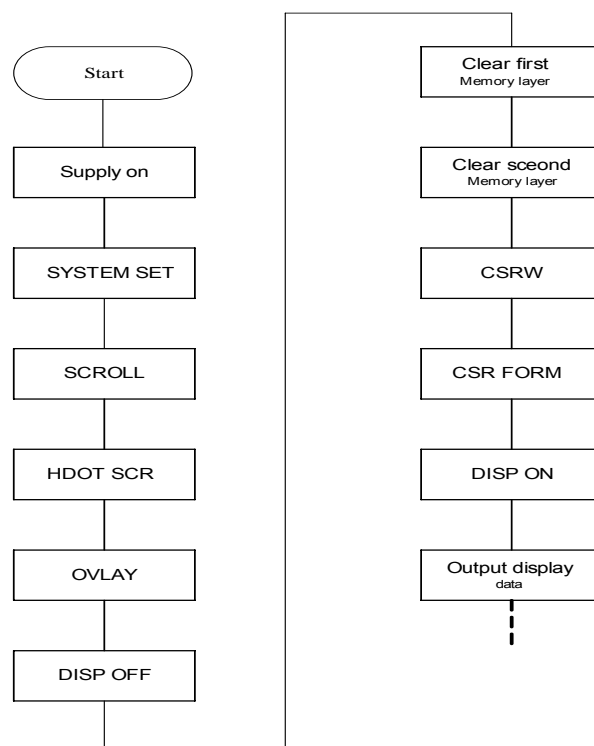 Start
Supply on
SYSTEM SET
SCROLL
HDOT SCR
OVLAY
DISP OFF
Clear first
Memory layer
Clear sceond
Memory layer
CSRW
CSR FORM
DISP ON
Output display
data